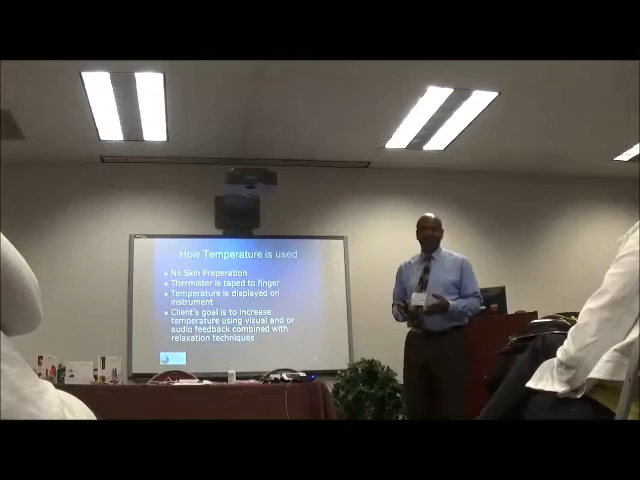 How Temperature is used
No Skin Preperation
Thermister is taped to finger
Temperature is displayed on
instrument
Client's goal is to increase
temperature using visual and or
audio feedback combined with
relaxation techniques